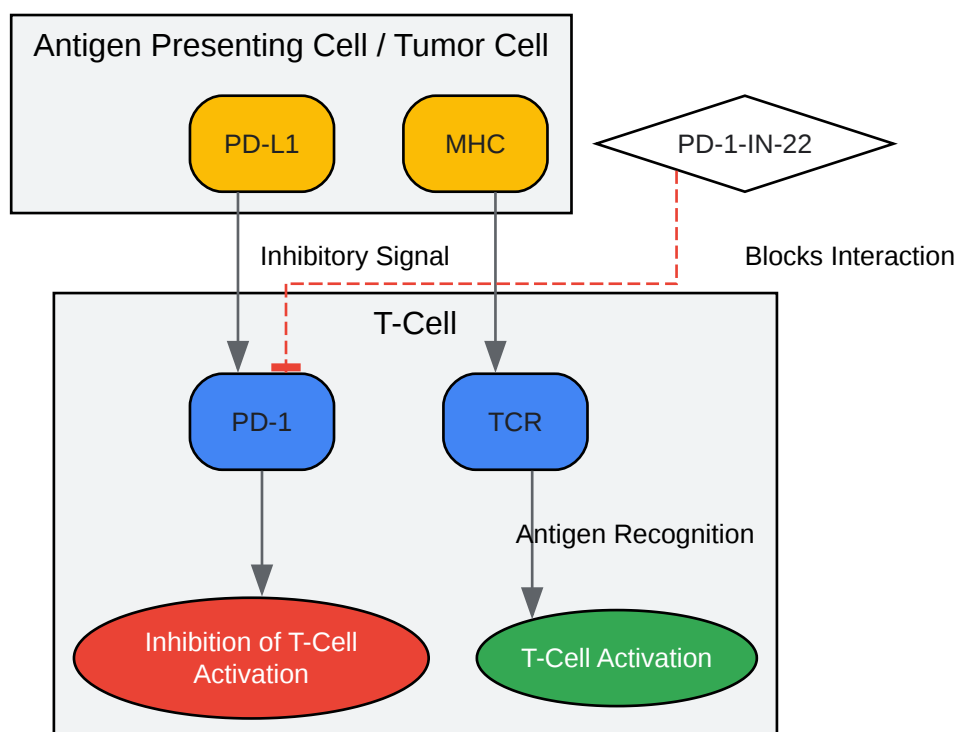 Antigen Presenting Cell / Tumor Cell
PD-L1
MHC
PD-1-IN-22
Inhibitory Signal
Blocks Interaction
T-Cell
PD-1
TCR
Antigen Recognition
Inhibition of T-Cell
Activation
T-Cell Activation